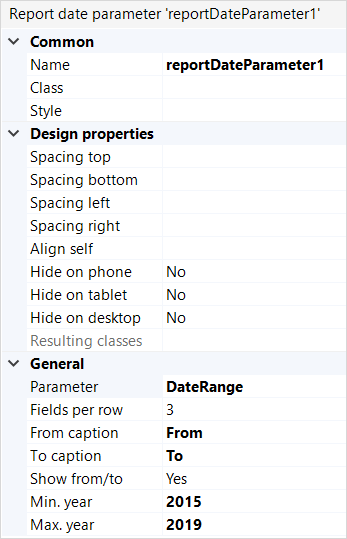 Report date parameter 'reportDateParameter1'
Common
Name reportDateParameter1
Class
Style
Design properties
Spacing top
Spacing bottom
Spacing left
Spacing right
Align self
Hide on phone No
Hide on tablet No
Hide on desktop No
Resulting classes
General
Parameter DateRange
Fields per row 3
From caption From
To caption To
Show from/to Yes
Min. year 2015
Max. year 2019